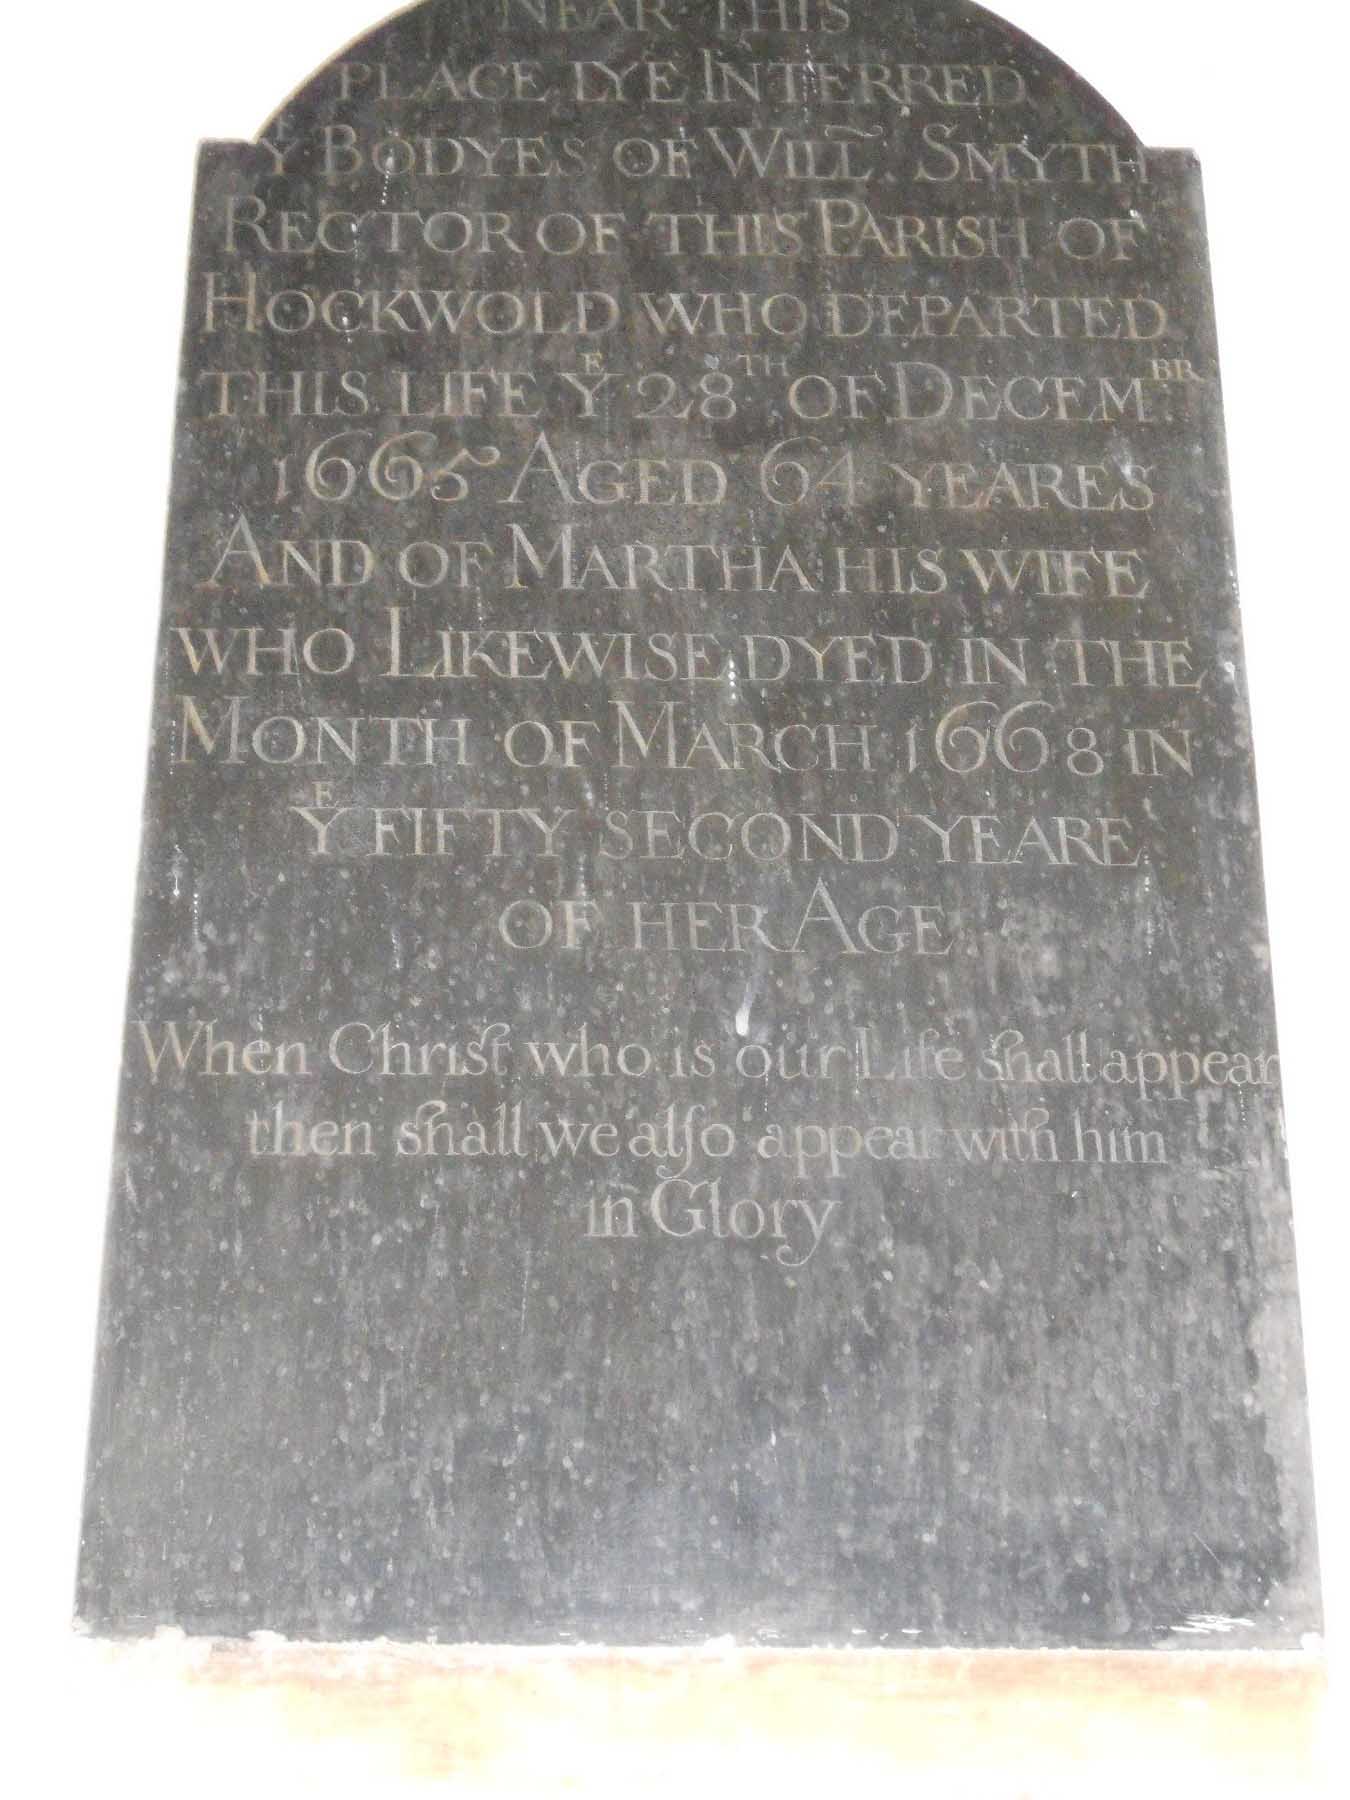 NEAR THIS
PLACE LYE INTERRED
Yᴱ BODYES OF WILL̃. SMYTH
RECTOR OF THIS PARISH OF
HOCKWOLD WHO DEPARTED
THIS LIFE Yᴱ 28ᵀᴴ OF DECEMᴮᴿ
1665 AGED 64 YEARES
AND OF MARTHA HIS WIFE
WHO LIKEWISE DYED IN THE
MONTH OF MARCH 1668 IN
Yᴱ FIFTY SECOND YEARE
OF HER AGE
When Christ who is our Life shall appear
then shall we alſo appear with him
in Glory